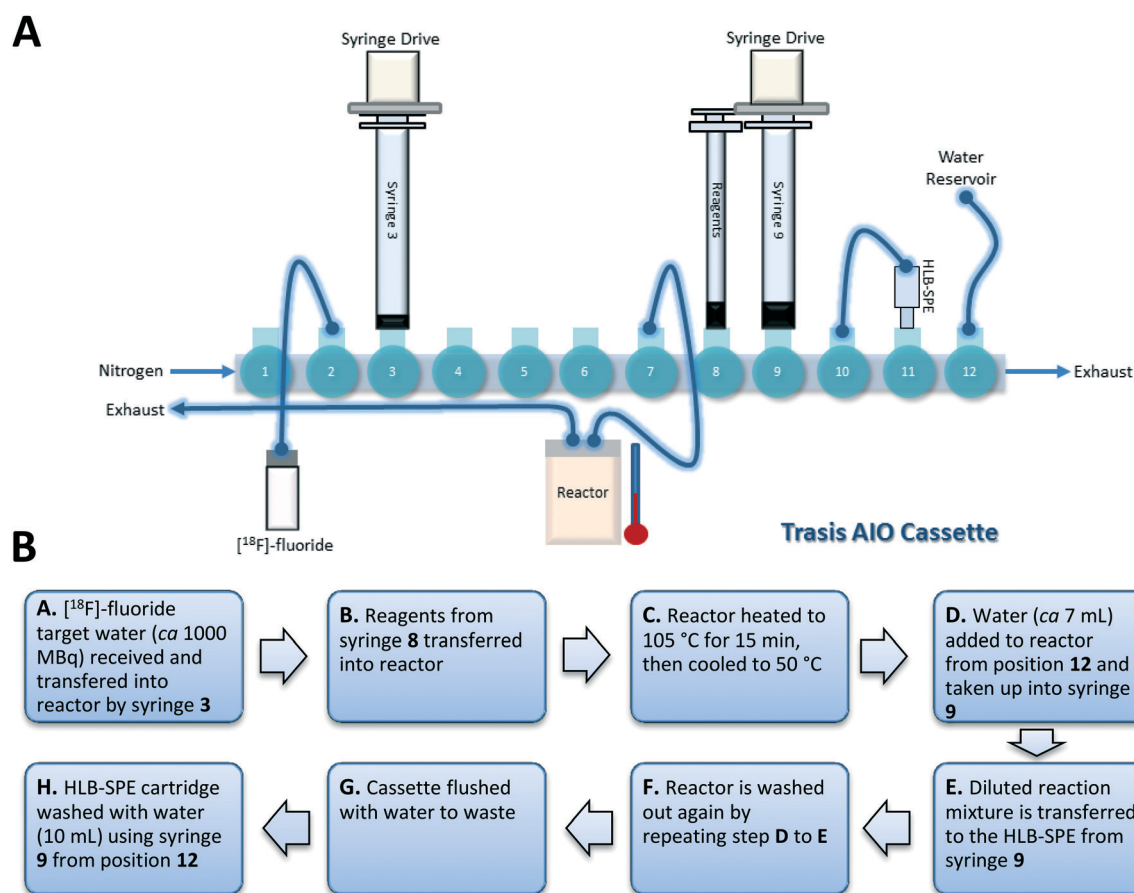 A
Syringe Drive
Syringe Drive
Syringe 3
Reagents
Syringe 9
Water
Reservoir
HLB-SPE
Nitrogen
1 2 3 4 5 6 7 8 9 10 11 12
Exhaust
Exhaust
Reactor
[18F]-fluoride
Trasis AIO Cassette
B
A. [18F]-fluoride
target water (ca 1000
MBq) received and
transfered into
reactor by syringe 3
B. Reagents from
syringe 8 transferred
into reactor
C. Reactor heated to
105 °C for 15 min,
then cooled to 50 °C
D. Water (ca 7 mL)
added to reactor
from position 12 and
taken up into syringe
9
H. HLB-SPE cartridge
washed with water
(10 mL) using syringe
9 from position 12
G. Cassette flushed
with water to waste
F. Reactor is washed
out again by
repeating step D to E
E. Diluted reaction
mixture is transferred
to the HLB-SPE from
syringe 9